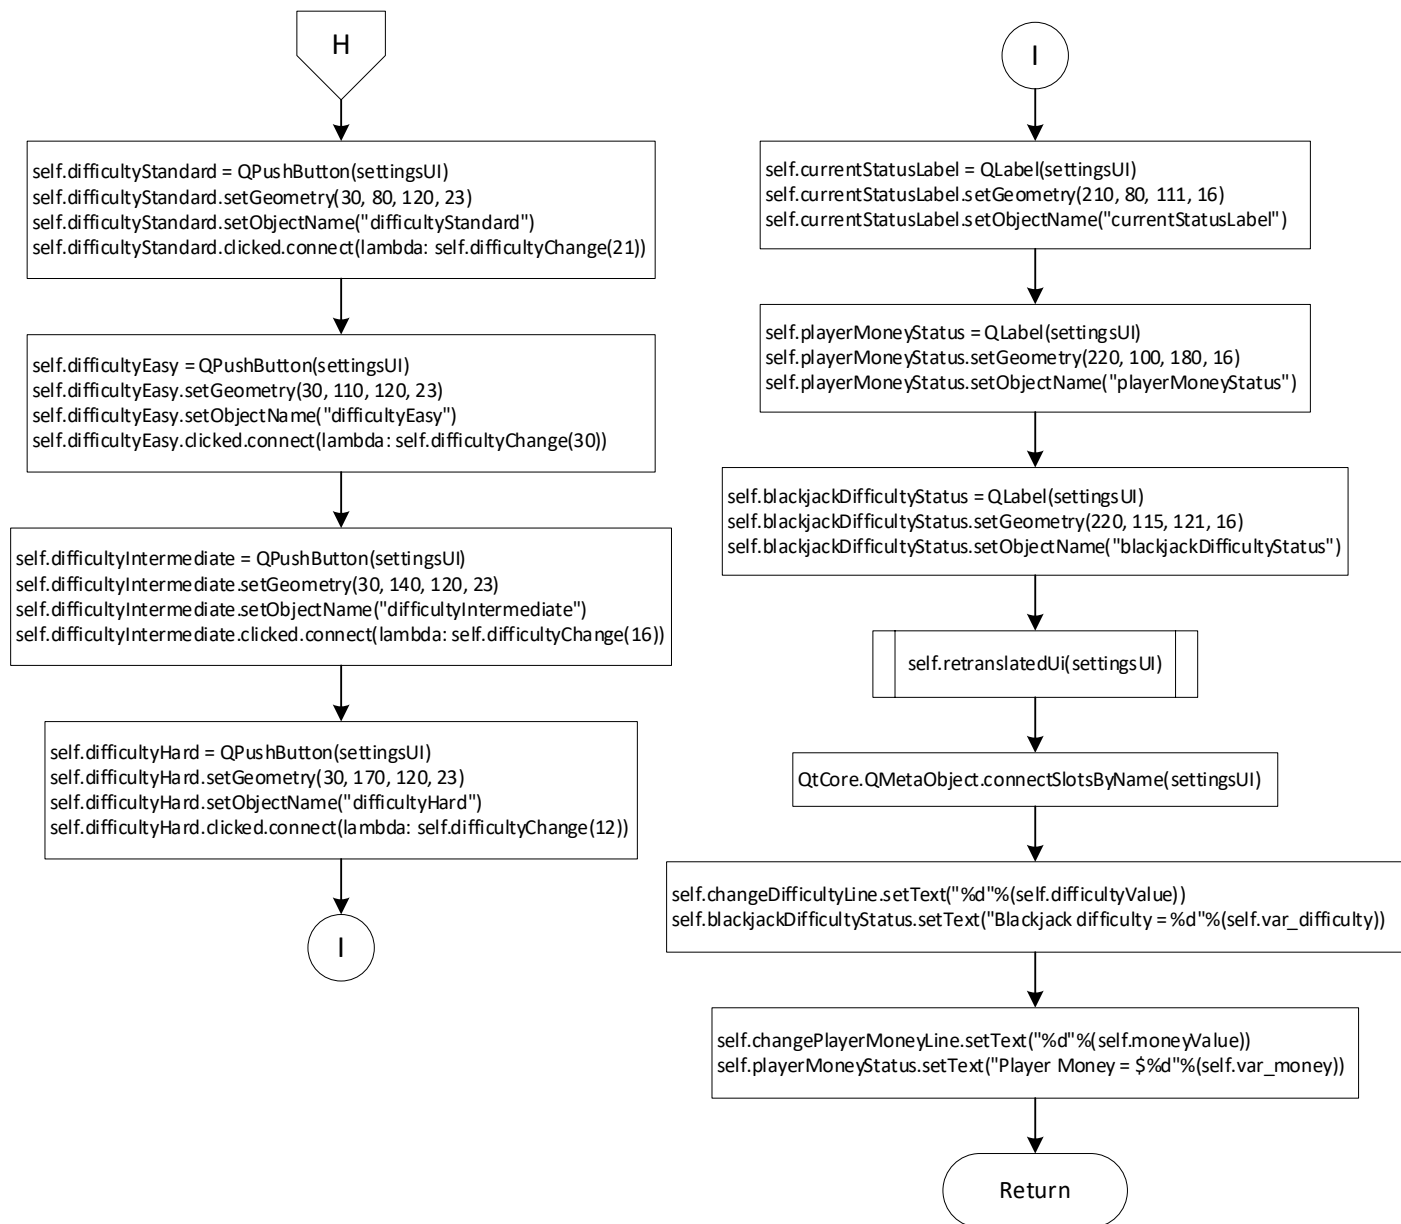 H
self.difficultyStandard = QPushButton(settingsUI)
self.difficultyStandard.setGeometry(30, 80, 120, 23)
self.difficultyStandard.setObjectName("difficultyStandard")
self.difficultyStandard.clicked.connect(lambda: self.difficultyChange(21))
self.difficultyEasy = QPushButton(settingsUI)
self.difficultyEasy.setGeometry(30, 110, 120, 23)
self.difficultyEasy.setObjectName("difficultyEasy")
self.difficultyEasy.clicked.connect(lambda: self.difficultyChange(30))
self.difficultyIntermediate = QPushButton(settingsUI)
self.difficultyIntermediate.setGeometry(30, 140, 120, 23)
self.difficultyIntermediate.setObjectName("difficultyIntermediate")
self.difficultyIntermediate.clicked.connect(lambda: self.difficultyChange(16))
self.difficultyHard = QPushButton(settingsUI)
self.difficultyHard.setGeometry(30, 170, 120, 23)
self.difficultyHard.setObjectName("difficultyHard")
self.difficultyHard.clicked.connect(lambda: self.difficultyChange(12))
I
I
self.currentStatusLabel = QLabel(settingsUI)
self.currentStatusLabel.setGeometry(210, 80, 111, 16)
self.currentStatusLabel.setObjectName("currentStatusLabel")
self.playerMoneyStatus = QLabel(settingsUI)
self.playerMoneyStatus.setGeometry(220, 100, 180, 16)
self.playerMoneyStatus.setObjectName("playerMoneyStatus")
self.blackjackDifficultyStatus = QLabel(settingsUI)
self.blackjackDifficultyStatus.setGeometry(220, 115, 121, 16)
self.blackjackDifficultyStatus.setObjectName("blackjackDifficultyStatus")
self.retranslatedUi(settingsUI)
QtCore.QMetaObject.connectSlotsByName(settingsUI)
self.changeDifficultyLine.setText("%d"%(self.difficultyValue))
self.blackjackDifficultyStatus.setText("Blackjack difficulty = %d"%(self.var_difficulty))
self.changePlayerMoneyLine.setText("%d"%(self.moneyValue))
self.playerMoneyStatus.setText("Player Money = $%d"%(self.var_money))
Return